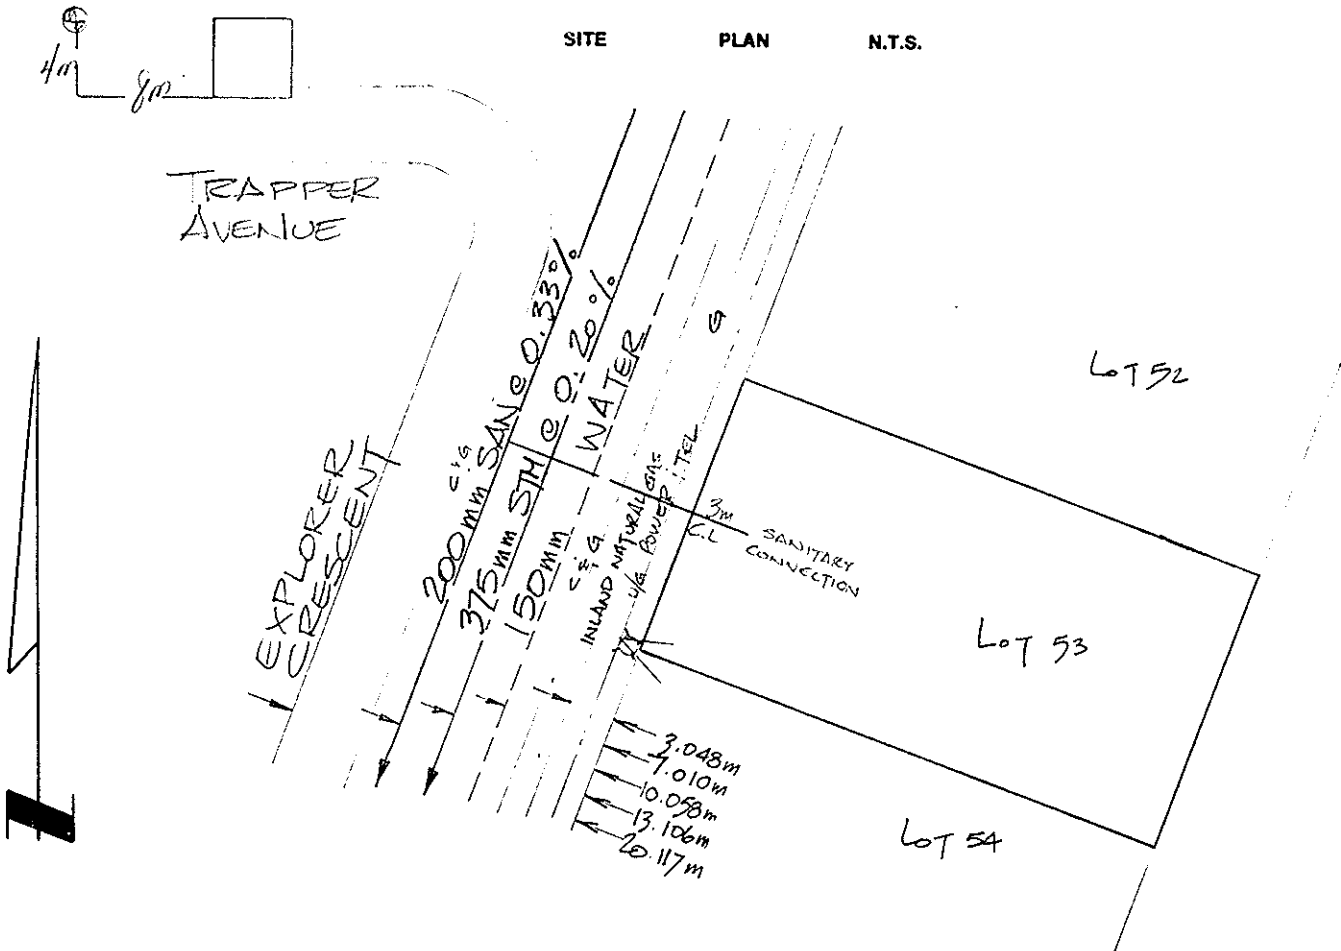 SITE PLAN N.T.S.
4m
8m
TRAPPER
AVENUE
EXPLORER
CRESCENT
C & G
200mm SAN @ 0.33%
375mm STM @ 0.20%
150mm WATER
C & G
INLAND NATURAL GAS
U/G POWER & TEL
G
3m
C.L
SANITARY
CONNECTION
LOT 52
LOT 53
LOT 54
3.048m
7.010m
10.058m
13.106m
20.117m